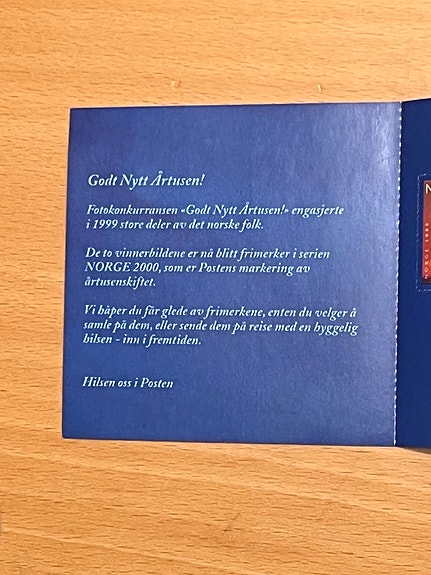 Godt Nytt Årtusen!
Fotokonkurransen «Godt Nytt Årtusen!» engasjerte
i 1999 store deler av det norske folk.
De to vinnerbildene er nå blitt frimerker i serien
NORGE 2000, som er Postens markering av
årtusenskiftet.
Vi håper du får glede av frimerkene, enten du velger å
samle på dem, eller sende dem på reise med en hyggelig
hilsen - inn i fremtiden.
Hilsen oss i Posten
N
NORGE 2000